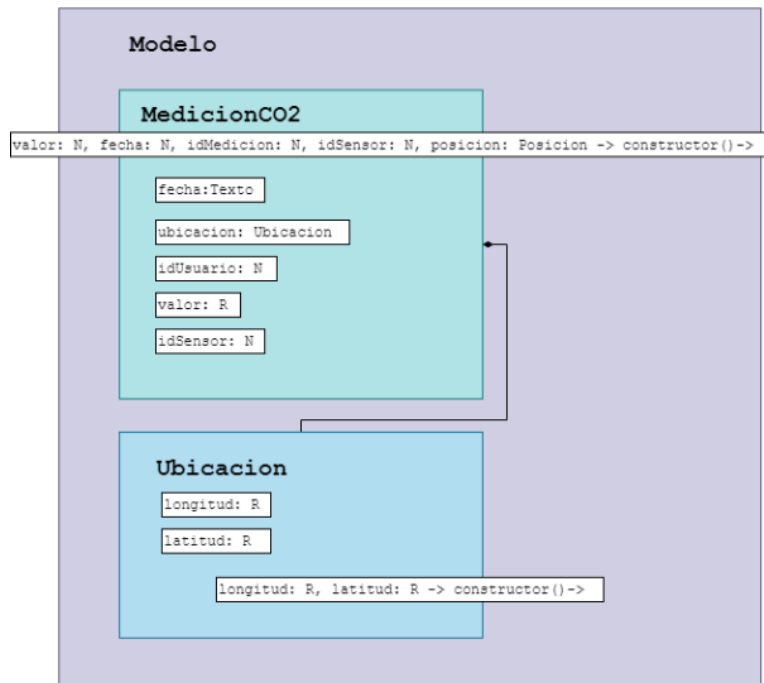 Modelo
MedicionCO2
valor: N, fecha: N, idMedicion: N, idSensor: N, posicion: Posicion -> constructor()->
fecha:Texto
ubicacion: Ubicacion
idUsuario: N
valor: R
idSensor: N
Ubicacion
longitud: R
latitud: R
longitud: R, latitud: R -> constructor()->